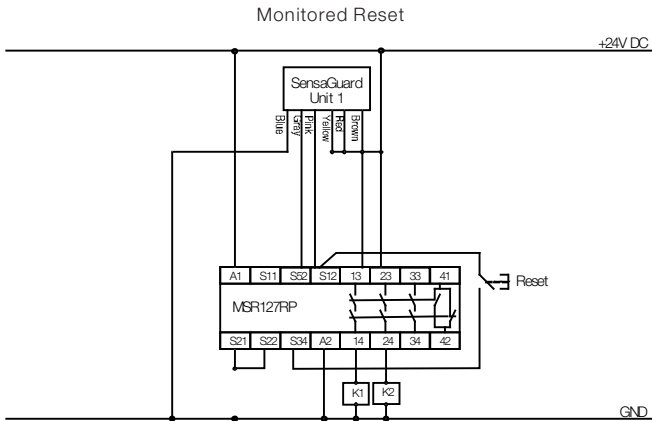 Monitored Reset
+24V DC
SensaGuard
Unit 1
Blue
Gray
Pink
Yellow
Red
Brown
A1 S11 S52 S12 13 23 33 41
Reset
MSR127RP
S21 S22 S34 A2 14 24 34 42
K1 K2
GND